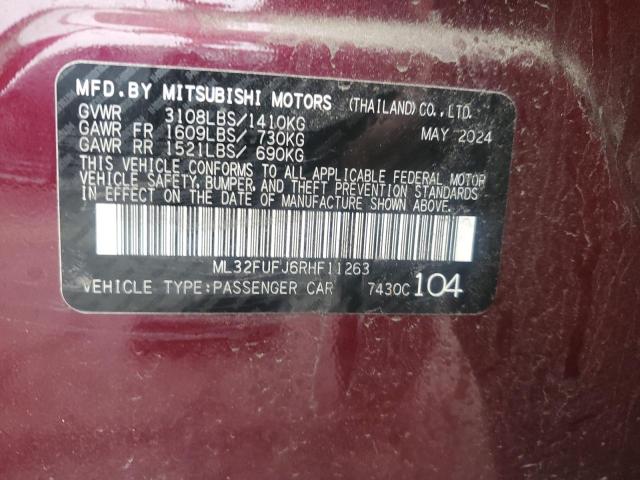 MFD.BY MITSUBISHI MOTORS (THAILAND) CO., LTD.
GVWR 3108LBS/1410KG MAY 2024
GAWR FR 1609LBS/ 730KG
GAWR RR 1521LBS/ 690KG
THIS VEHICLE CONFORMS TO ALL APPLICABLE FEDERAL MOTOR
VEHICLE SAFETY, BUMPER, AND THEFT PREVENTION STANDARDS
IN EFFECT ON THE DATE OF MANUFACTURE SHOWN ABOVE.
ML32FUFJ6RHF11263
VEHICLE TYPE:PASSENGER CAR 7430C 104